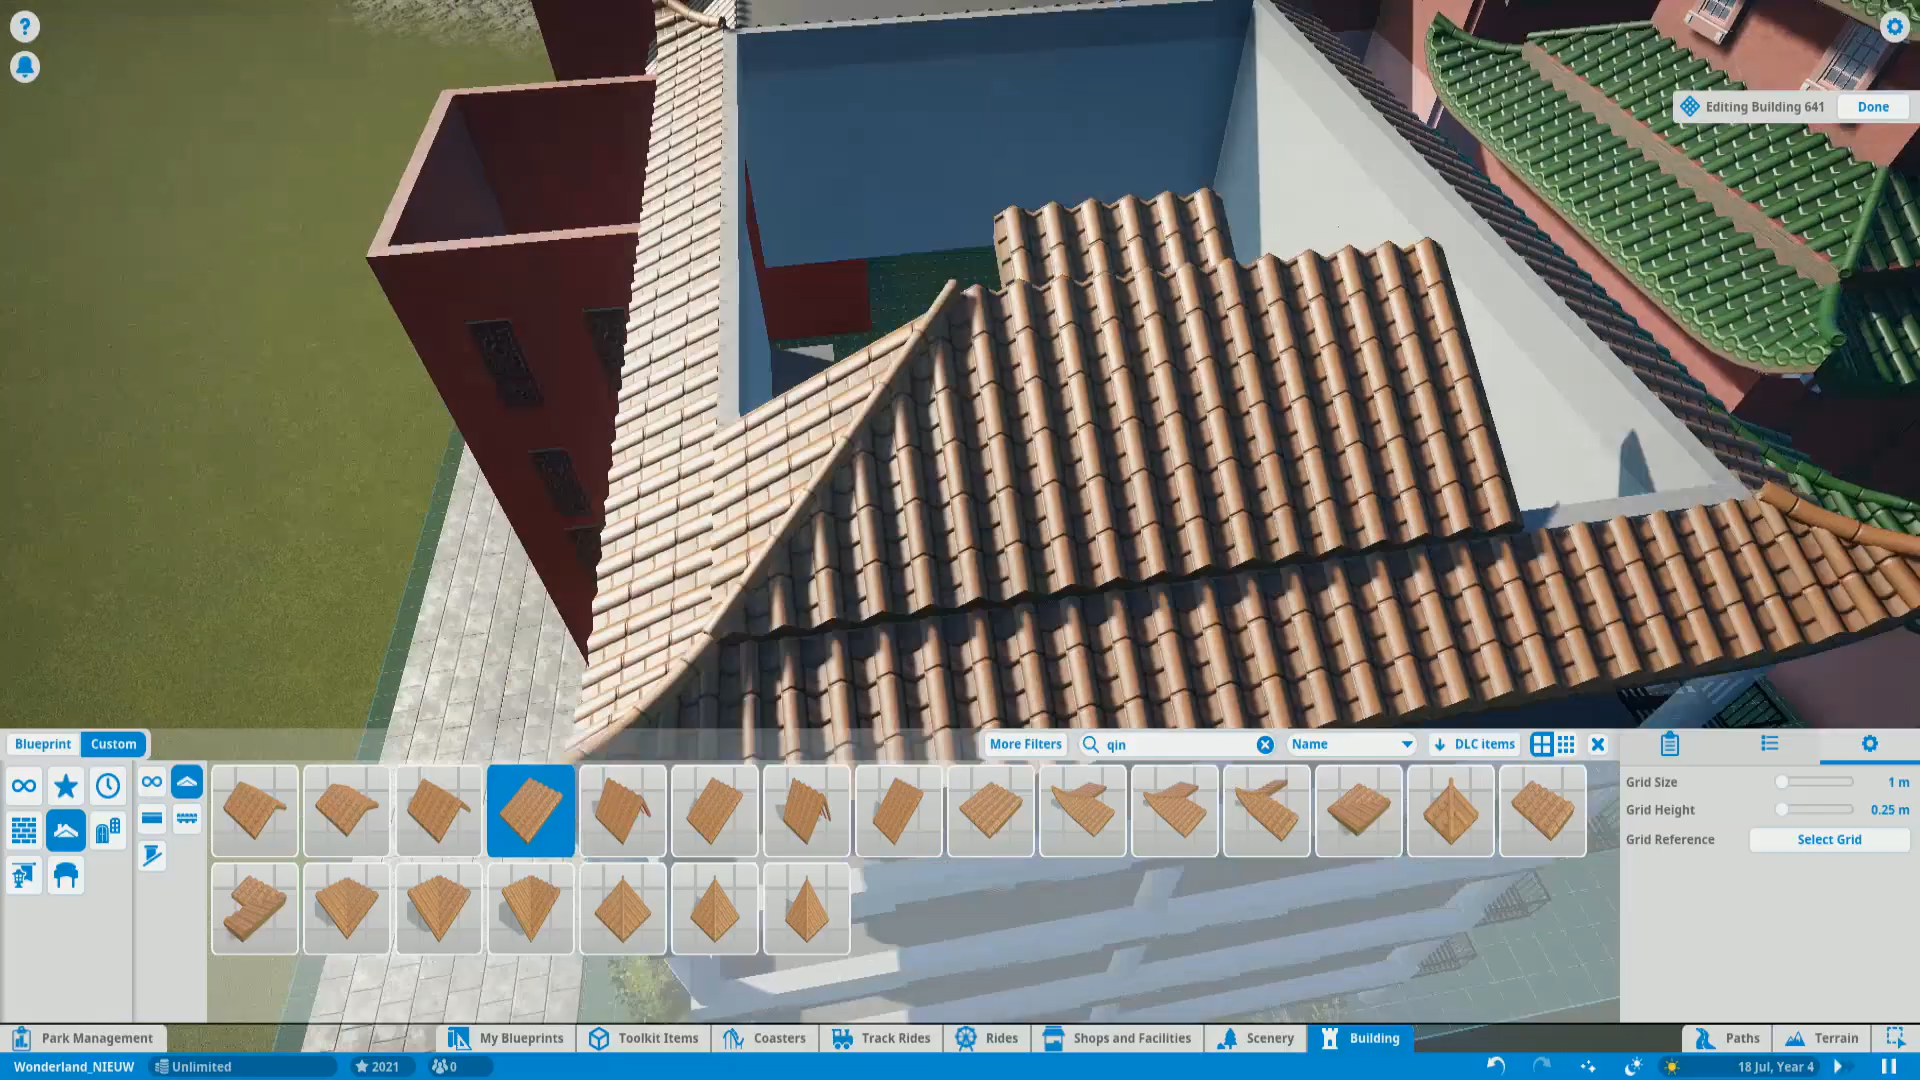 ?
Editing Building 641 Done
Blueprint Custom
More Filters qin Name DLC items
Grid Size 1 m
Grid Height 0.25 m
Grid Reference Select Grid
Park Management My Blueprints Toolkit Items Coasters Track Rides Rides Shops and Facilities Scenery Building Paths Terrain
Wonderland_NIEUW Unlimited 2021 0 18 Jul, Year 4